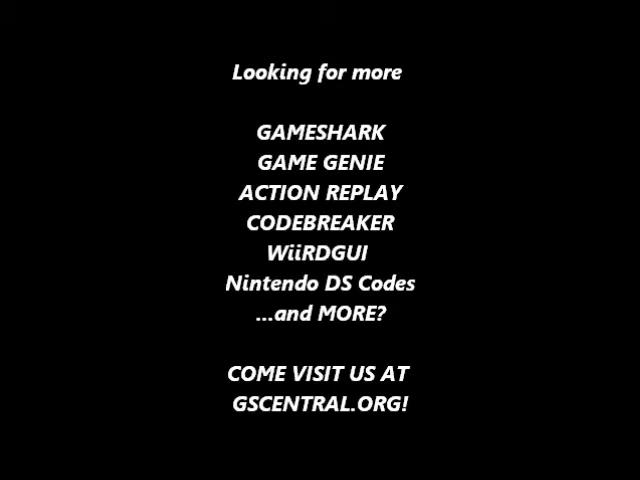 Looking for more
GAMESHARK
GAME GENIE
ACTION REPLAY
CODEBREAKER
WiiRDGUI
Nintendo DS Codes
...and MORE?
COME VISIT US AT
GSCENTRAL.ORG!